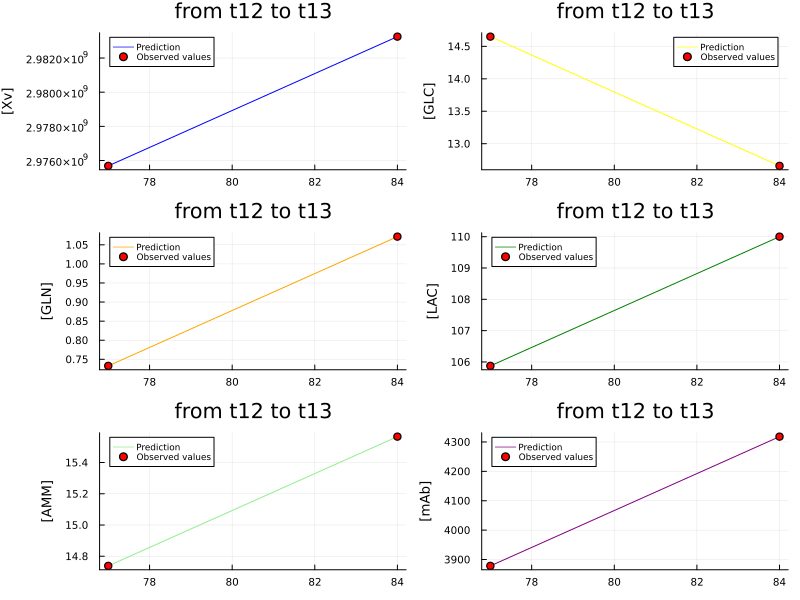 from t12 to t13
[Xv]
Prediction
Observed values
2.9820×10⁹
2.9800×10⁹
2.9780×10⁹
2.9760×10⁹
78 80 82 84
from t12 to t13
[GLC]
Prediction
Observed values
14.5
14.0
13.5
13.0
78 80 82 84
from t12 to t13
[GLN]
Prediction
Observed values
1.05
1.00
0.95
0.90
0.85
0.80
0.75
78 80 82 84
from t12 to t13
[LAC]
Prediction
Observed values
110
109
108
107
106
78 80 82 84
from t12 to t13
[AMM]
Prediction
Observed values
15.4
15.2
15.0
14.8
78 80 82 84
from t12 to t13
[mAb]
Prediction
Observed values
4300
4200
4100
4000
3900
78 80 82 84